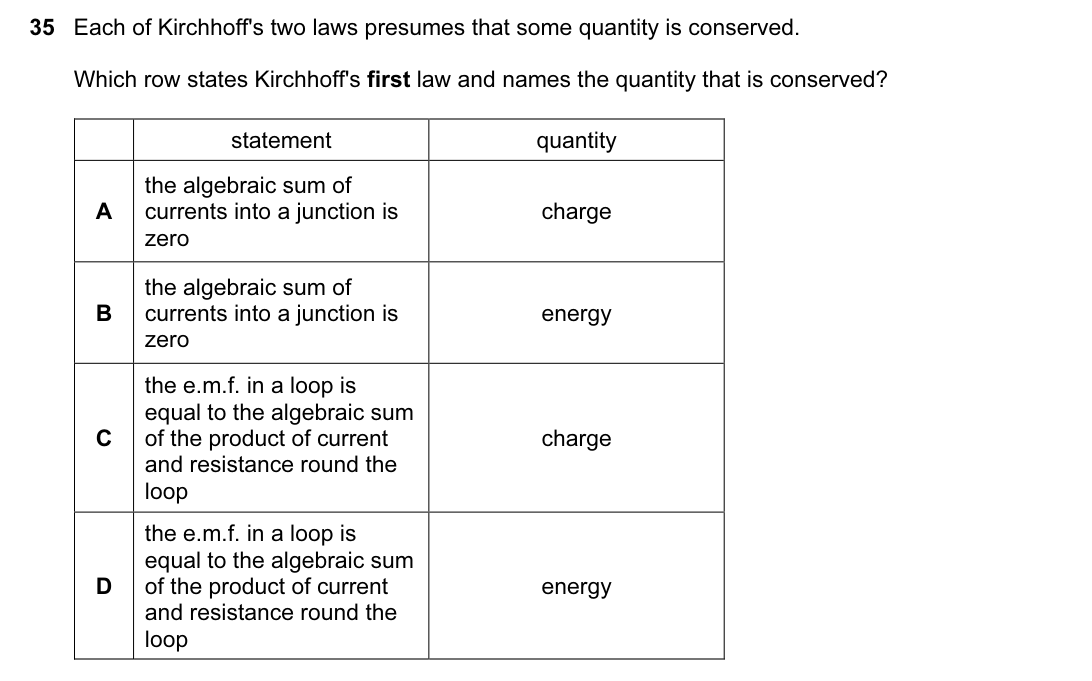 35 Each of Kirchhoff's two laws presumes that some quantity is conserved.
Which row states Kirchhoff's first law and names the quantity that is conserved?
statement quantity
A the algebraic sum of
currents into a junction is
zero
charge
B the algebraic sum of
currents into a junction is
zero
energy
C the e.m.f. in a loop is
equal to the algebraic sum
of the product of current
and resistance round the
loop
charge
D the e.m.f. in a loop is
equal to the algebraic sum
of the product of current
and resistance round the
loop
energy